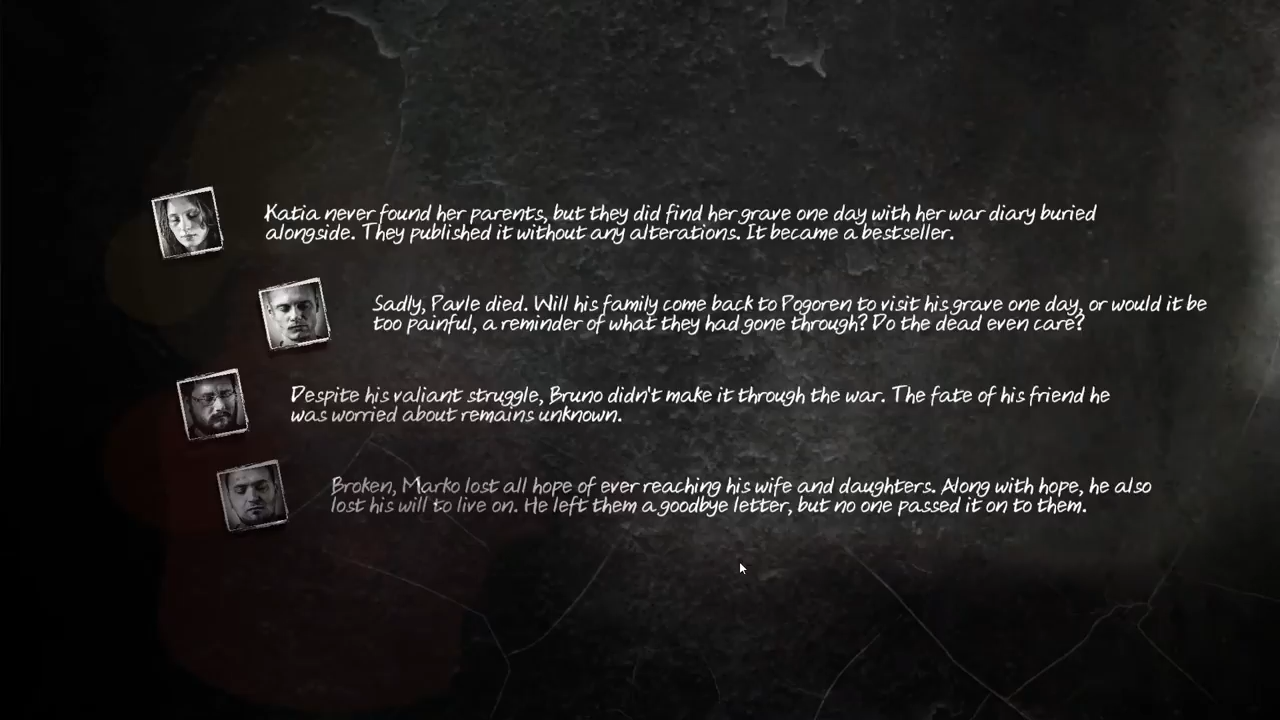 Katia never found her parents, but they did find her grave one day with her war diary buried
alongside. They published it without any alterations. It became a bestseller.
Sadly, Pavle died. Will his family come back to Pogoren to visit his grave one day, or would it be
too painful, a reminder of what they had gone through? Do the dead even care?
Despite his valiant struggle, Bruno didn't make it through the war. The fate of his friend he
was worried about remains unknown.
Broken, Marko lost all hope of ever reaching his wife and daughters. Along with hope, he also
lost his will to live on. He left them a goodbye letter, but no one passed it on to them.